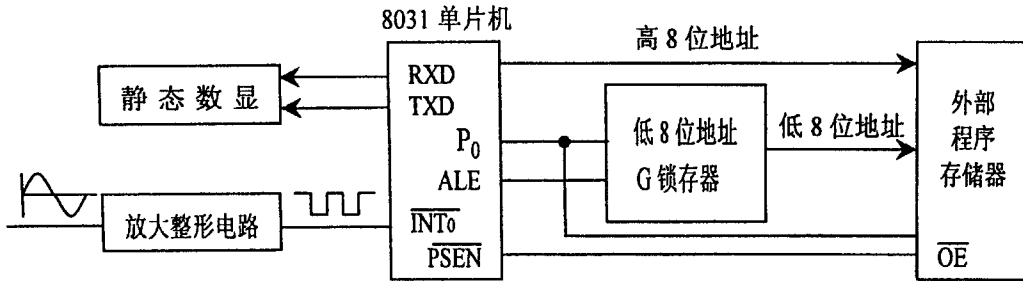 8031 单片机
高 8 位地址
静 态 数 显
RXD
TXD
P₀
ALE
INT₀
PSEN
低 8 位地址
G 锁存器
低 8 位地址
外部
程序
存储器
OE
放大整形电路